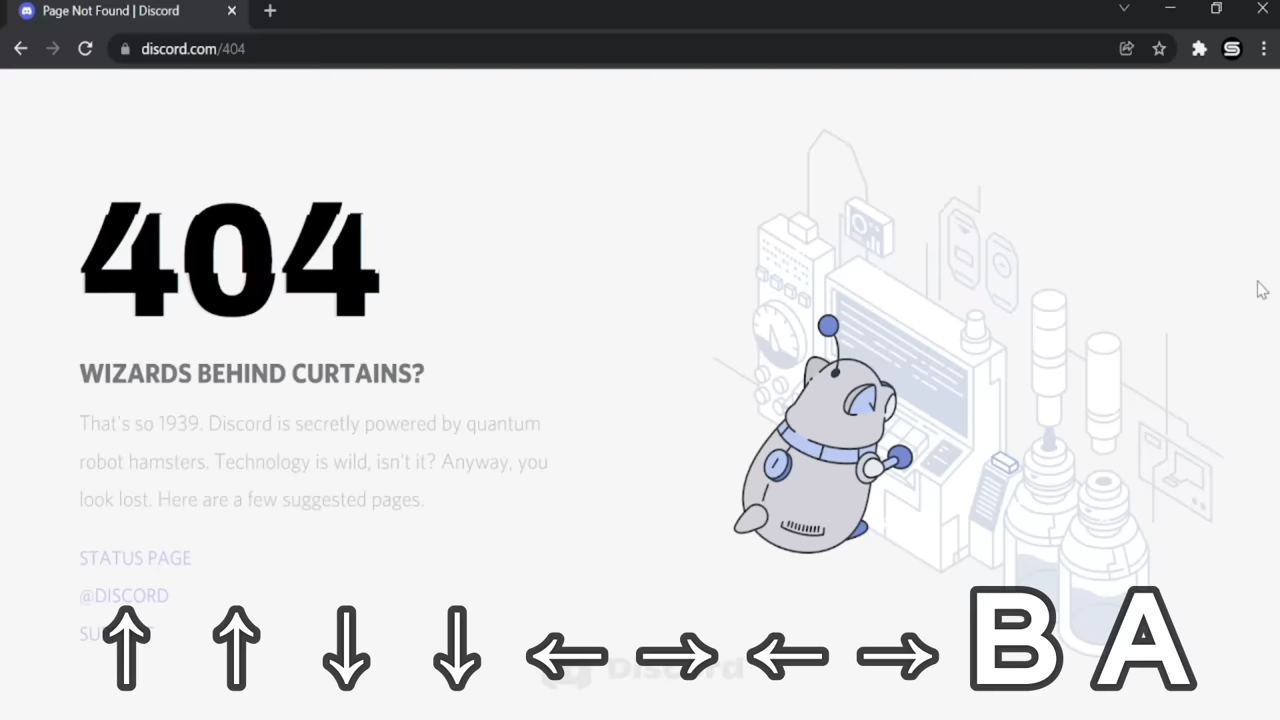 Page Not Found | Discord
discord.com/404
404
WIZARDS BEHIND CURTAINS?
That's so 1939. Discord is secretly powered by quantum
robot hamsters. Technology is wild, isn't it? Anyway, you
look lost. Here are a few suggested pages.
STATUS PAGE
@DISCORD
↑ ↑ ↓ ↓ ← → ← → B A
Discord